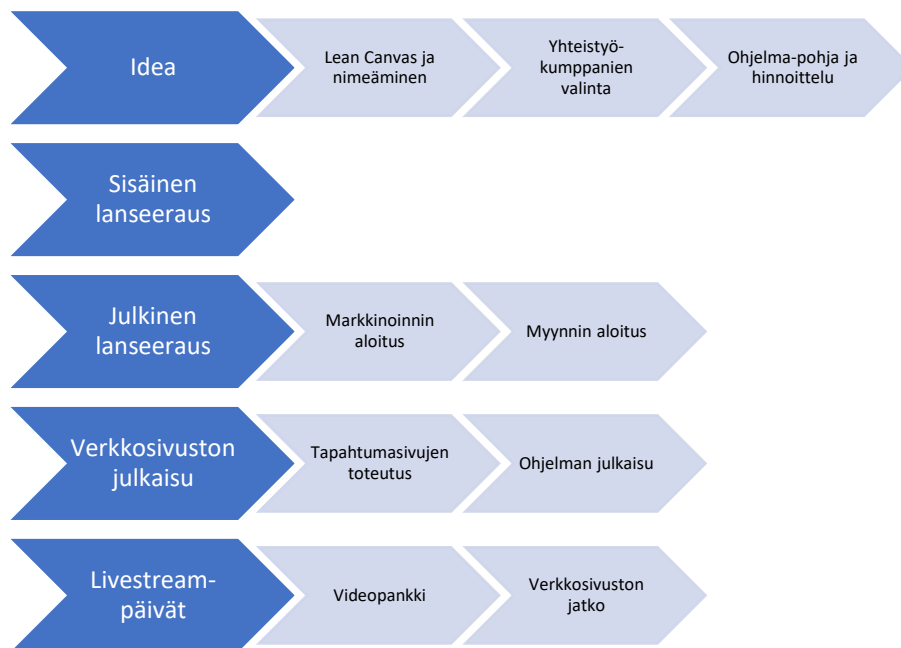 Idea
Lean Canvas ja
nimeäminen
Yhteistyö-
kumppanien
valinta
Ohjelma-pohja ja
hinnoittelu
Sisäinen
lanseeraus
Julkinen
lanseeraus
Markkinoinnin
aloitus
Myynnin aloitus
Verkkosivuston
julkaisu
Tapahtumasivujen
toteutus
Ohjelman julkaisu
Livestream-
päivät
Videopankki
Verkkosivuston
jatko